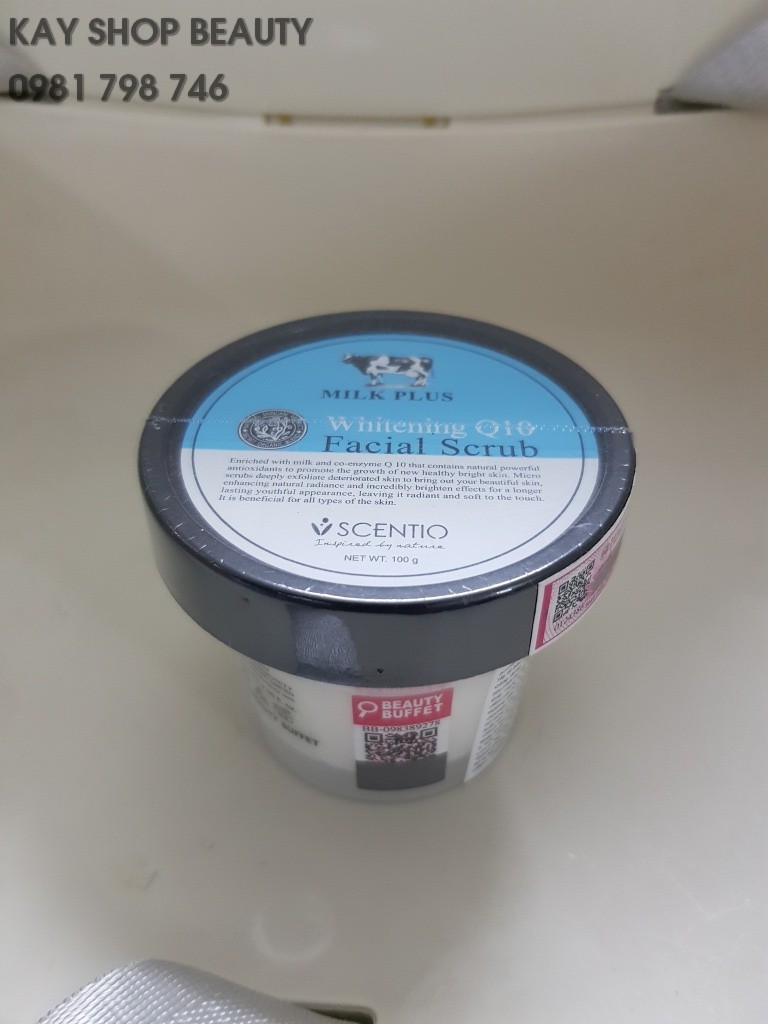 KAY SHOP BEAUTY
0981 798 746
MILK PLUS
Whitening Q10
Facial Scrub
Enriched with milk and co-enzyme Q 10 that contains natural powerful
antioxidants to promote the growth of new healthy bright skin. Micro
scrubs deeply exfoliate deteriorated skin to bring out your beautiful skin,
enhancing natural radiance and incredibly brighten effects for a longer
lasting youthful appearance, leaving it radiant and soft to the touch.
It is beneficial for all types of the skin.
SCENTIO
Inspired by nature
NET WT. 100 g
BEAUTY
BUFFET
BB-098389278
BUFFET